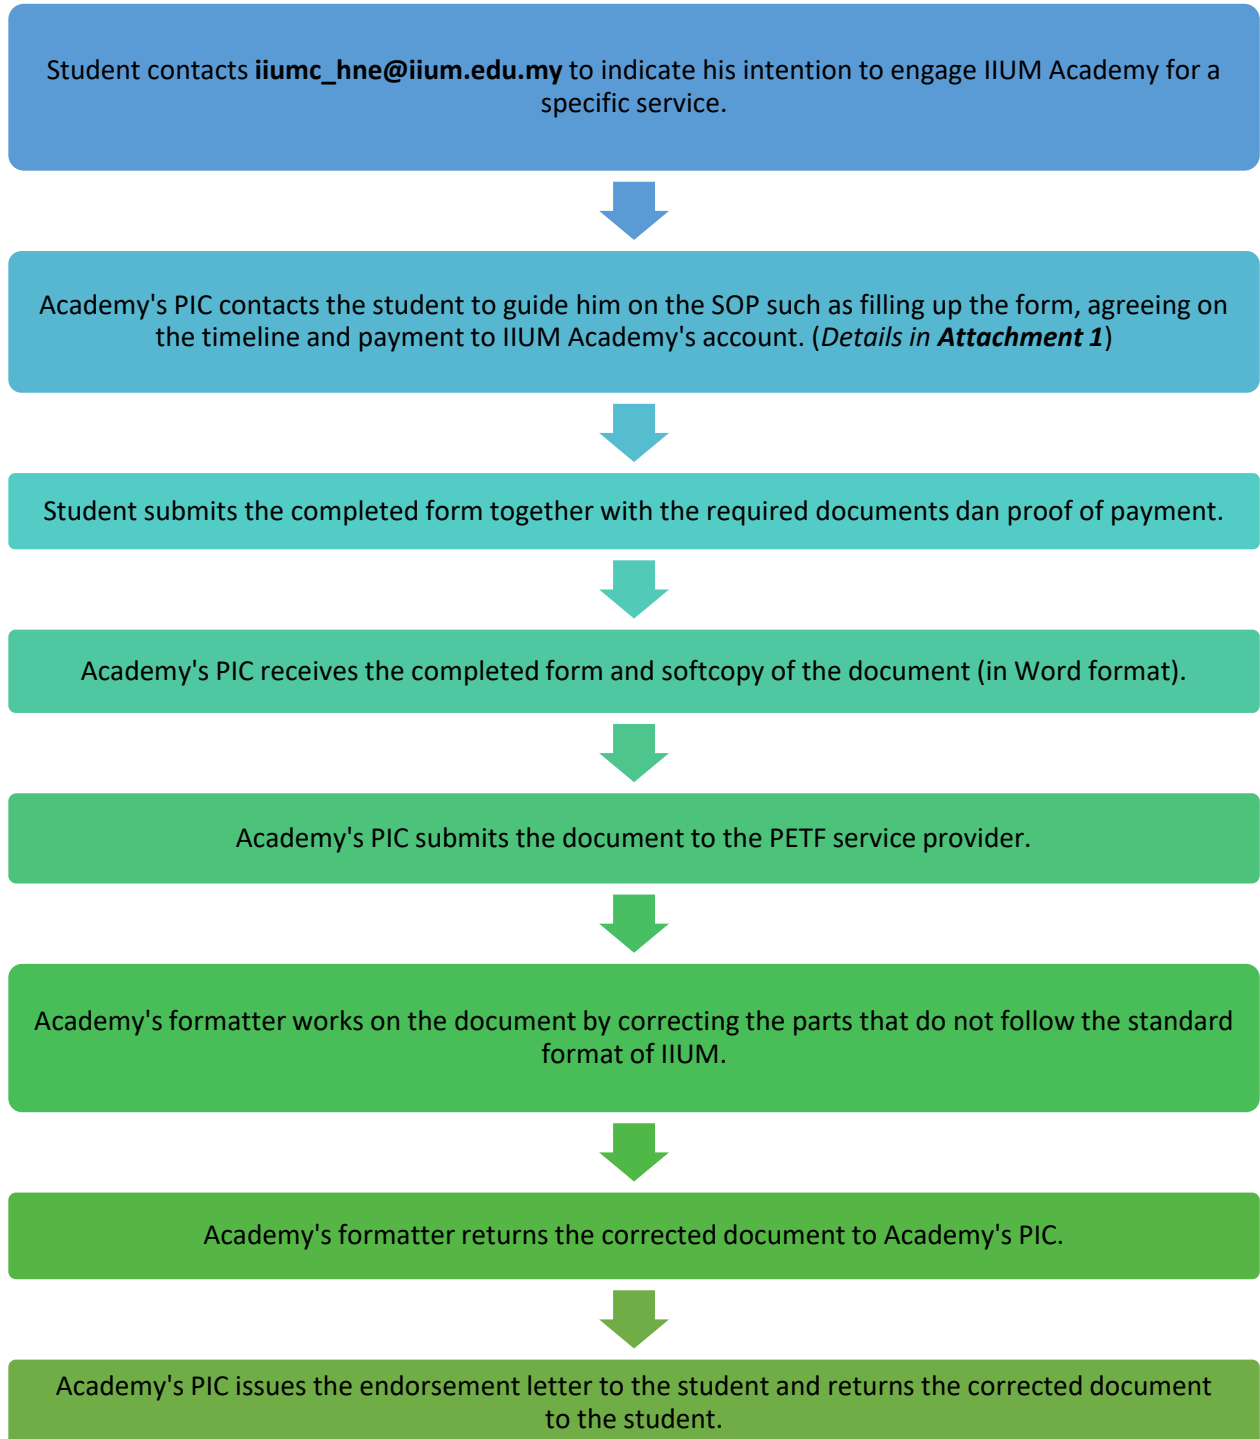 Student contacts iiumc_hne@iium.edu.my to indicate his intention to engage IIUM Academy for a
specific service.
Academy's PIC contacts the student to guide him on the SOP such as filling up the form, agreeing on
the timeline and payment to IIUM Academy's account. (Details in Attachment 1)
Student submits the completed form together with the required documents dan proof of payment.
Academy's PIC receives the completed form and softcopy of the document (in Word format).
Academy's PIC submits the document to the PETF service provider.
Academy's formatter works on the document by correcting the parts that do not follow the standard
format of IIUM.
Academy's formatter returns the corrected document to Academy's PIC.
Academy's PIC issues the endorsement letter to the student and returns the corrected document
to the student.